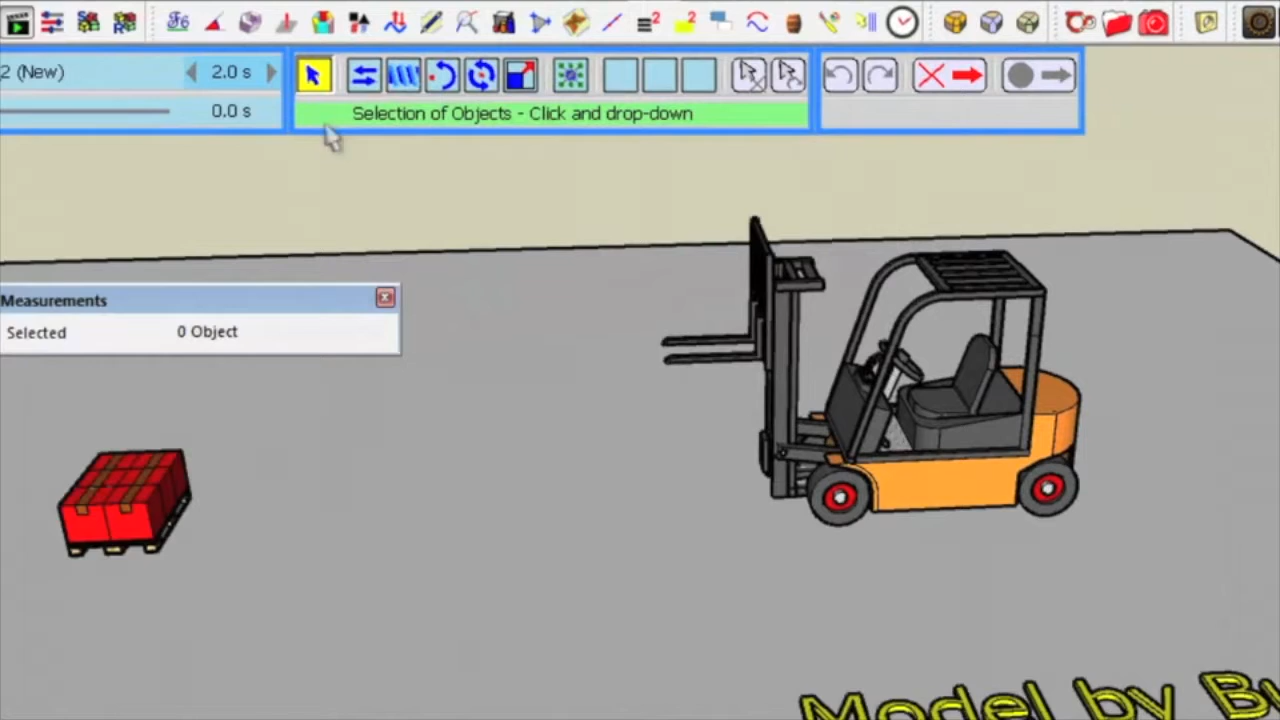 2 (New)
2.0 s
0.0 s
Selection of Objects - Click and drop-down
Measurements
Selected
0 Object
Model by